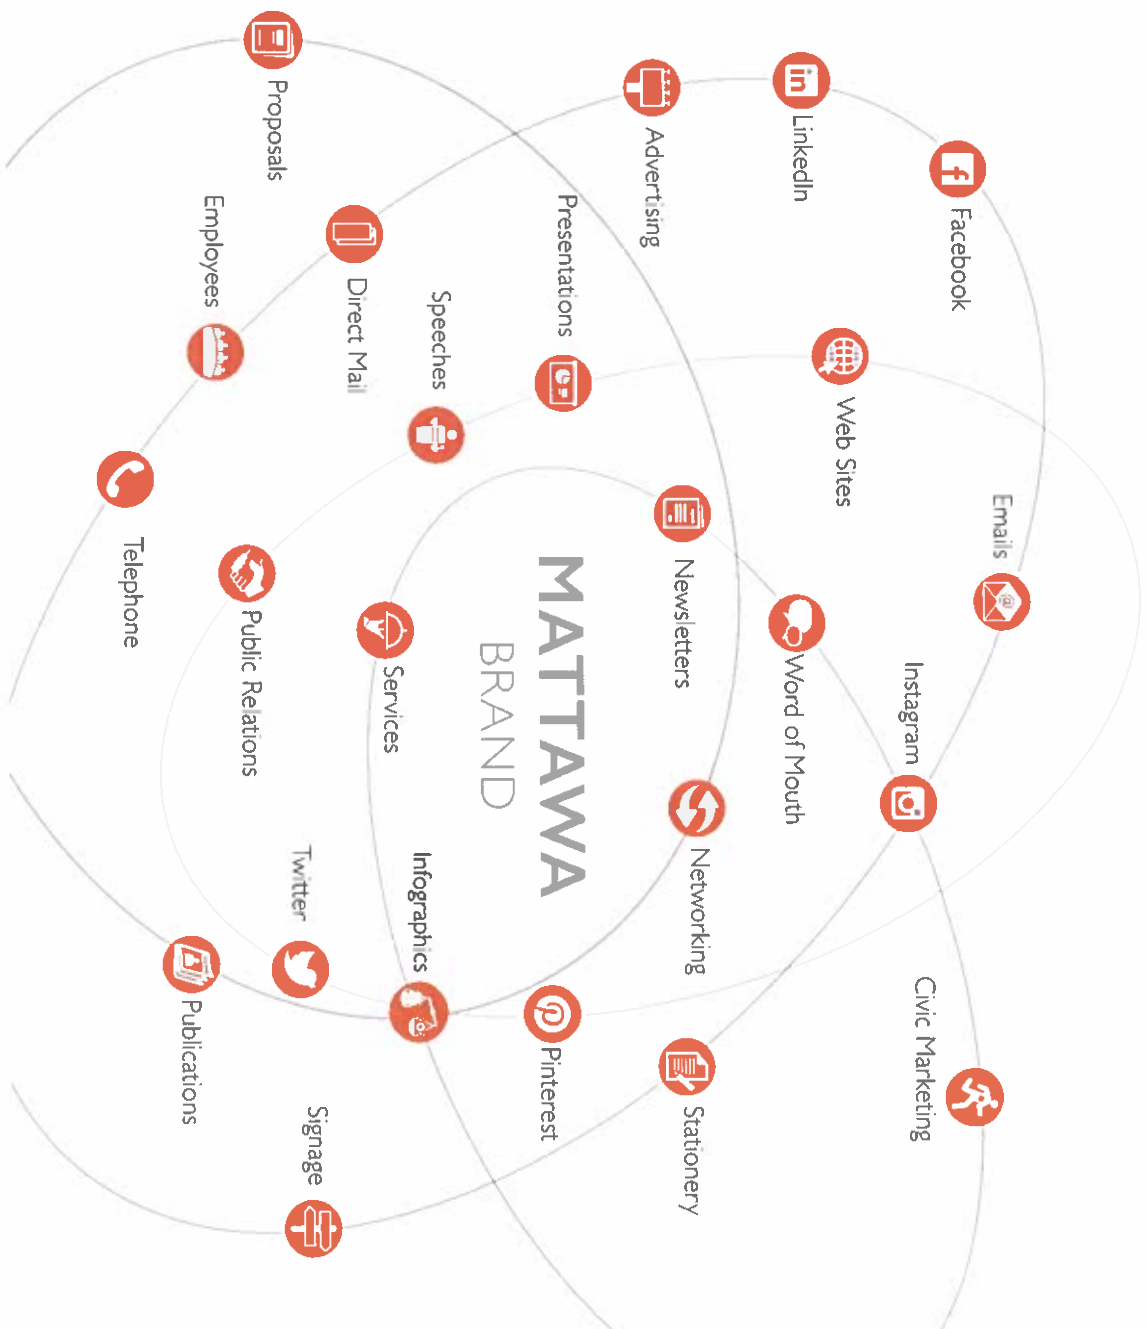 Emails
Facebook
Civic Marketing
Instagram
Web Sites
LinkedIn
Word of Mouth
Networking
Stationery
Newsletters
Advertising
Presentations
MATTAWA
BRAND
Pinterest
Speeches
Infographics
Services
Direct Mail
Signage
Twitter
Proposals
Public Relations
Employees
Publications
Telephone